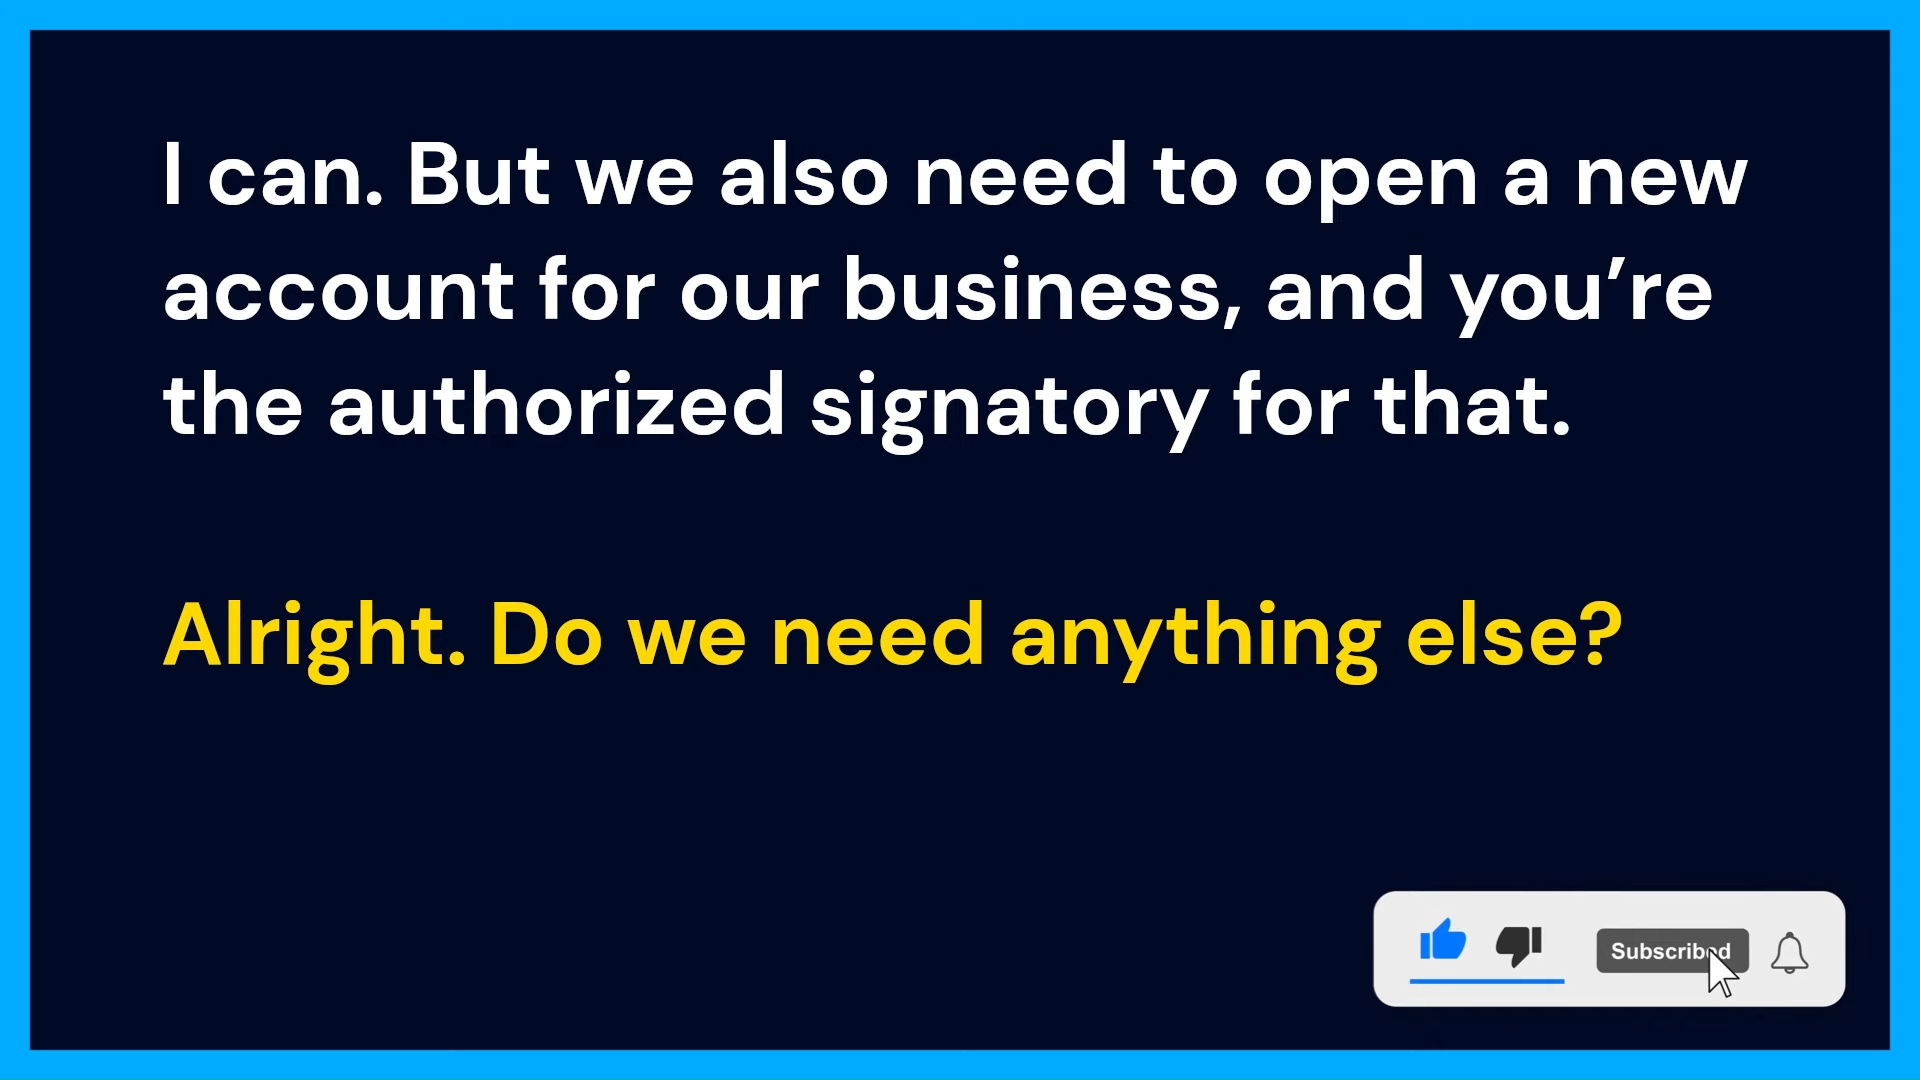 I can. But we also need to open a new
account for our business, and you’re
the authorized signatory for that.
Alright. Do we need anything else?
Subscribed